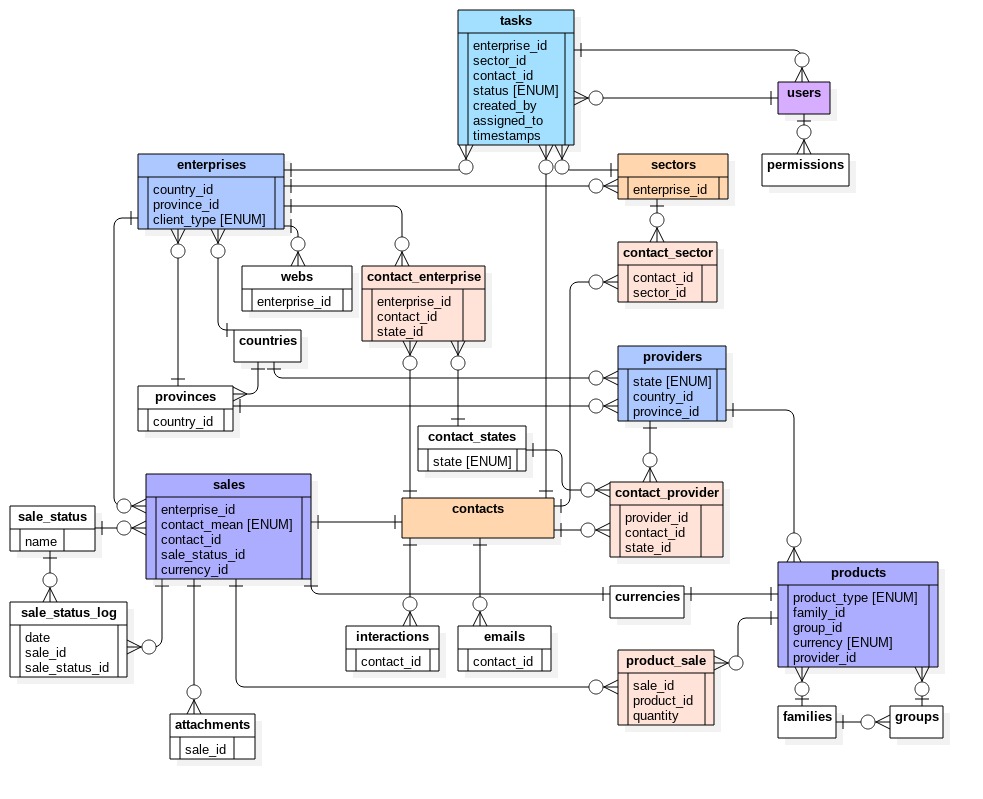 tasks
enterprise_id
sector_id
contact_id
status [ENUM]
created_by
assigned_to
timestamps
users
permissions
enterprises
country_id
province_id
client_type [ENUM]
sectors
enterprise_id
webs
enterprise_id
contact_enterprise
enterprise_id
contact_id
state_id
contact_sector
contact_id
sector_id
countries
provinces
country_id
providers
state [ENUM]
country_id
province_id
contact_states
state [ENUM]
sales
enterprise_id
contact_mean [ENUM]
contact_id
sale_status_id
currency_id
contacts
contact_provider
provider_id
contact_id
state_id
sale_status
name
sale_status_log
date
sale_id
sale_status_id
interactions
contact_id
emails
contact_id
currencies
products
product_type [ENUM]
family_id
group_id
currency [ENUM]
provider_id
product_sale
sale_id
product_id
quantity
attachments
sale_id
families
groups